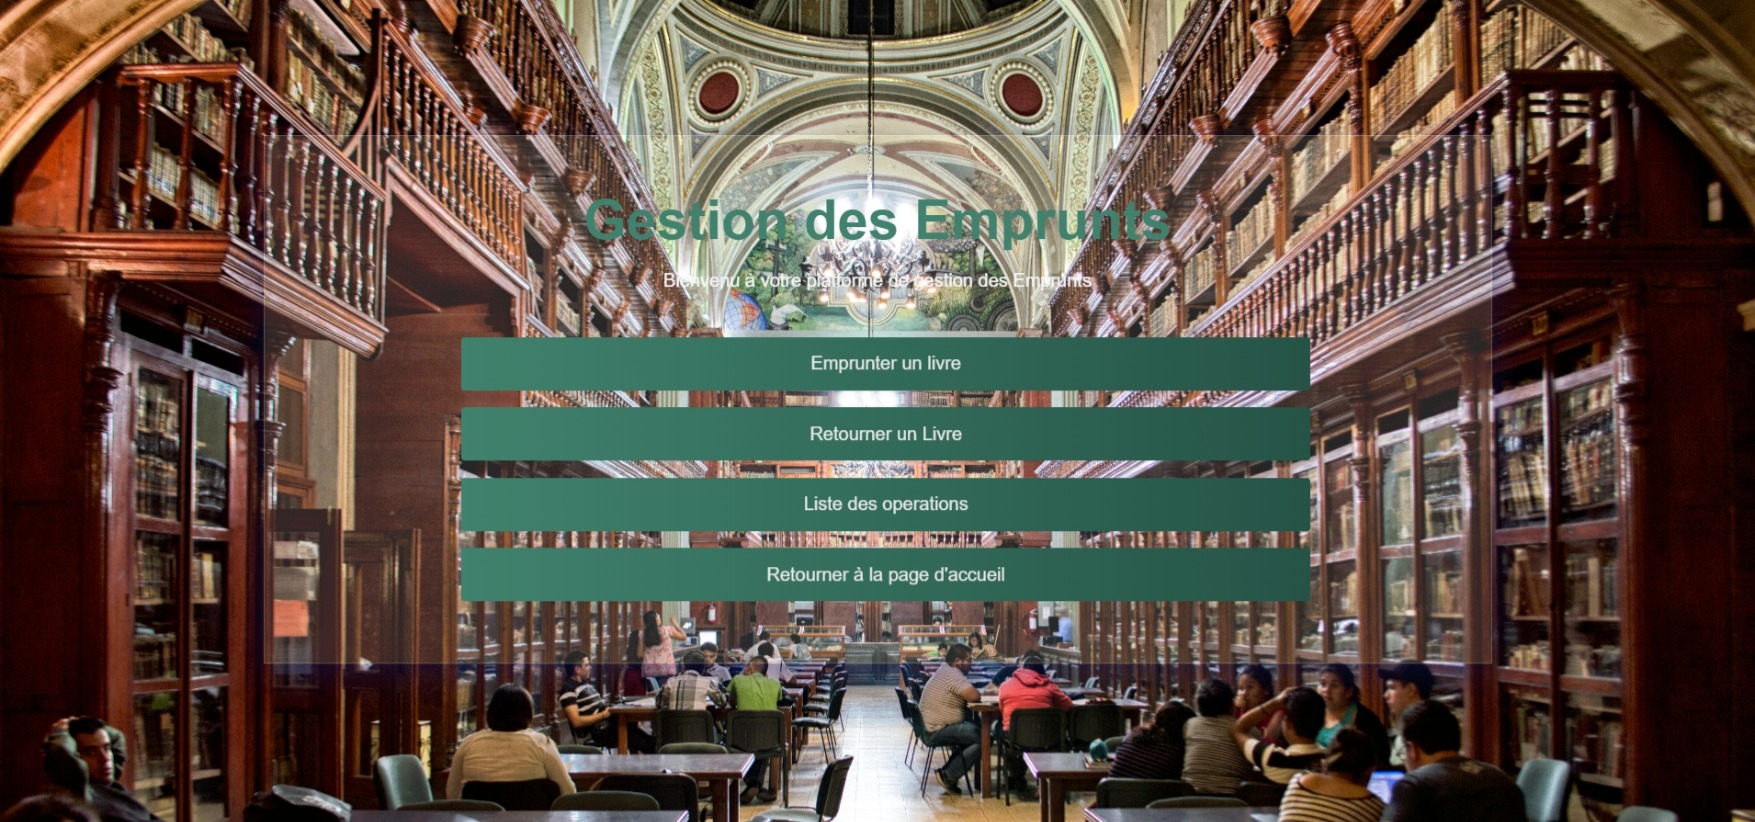 Gestion des Emprunts
Bienvenu à votre platforme de gestion des Emprunts
Emprunter un livre
Retourner un Livre
Liste des operations
Retourner à la page d'accueil